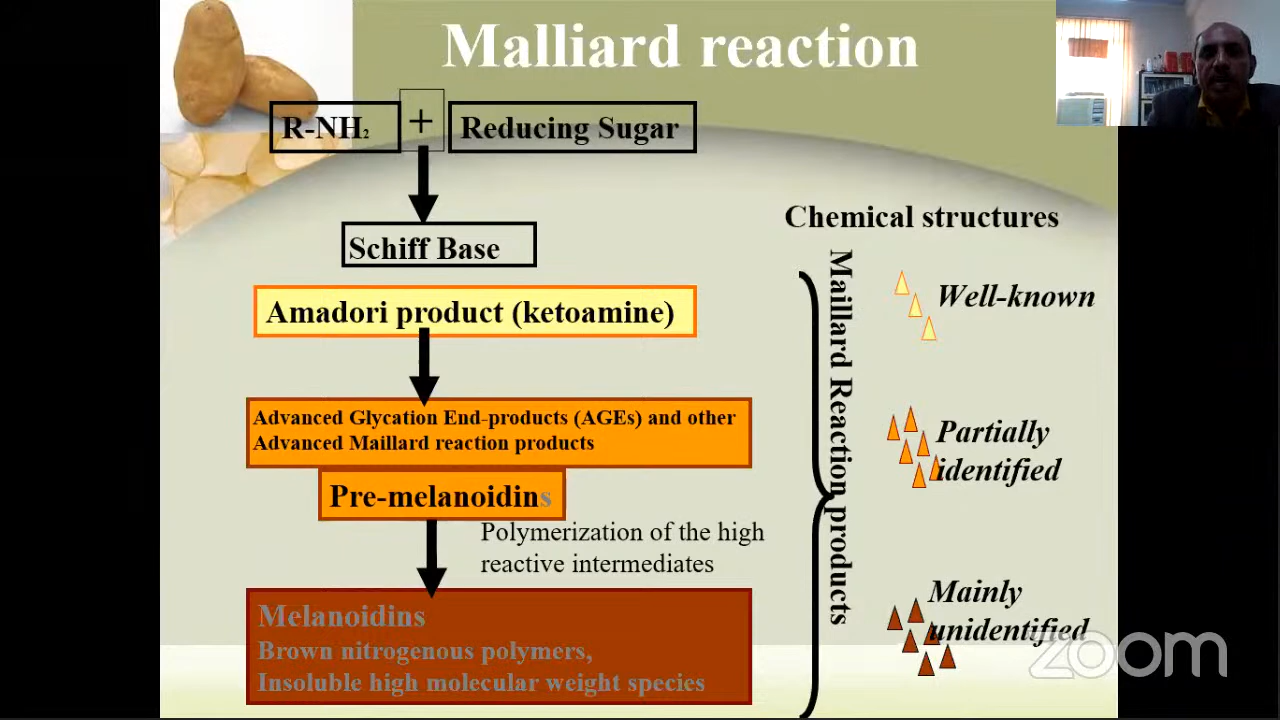 Malliard reaction
R-NH₂ + Reducing Sugar
Schiff Base
Amadori product (ketoamine)
Advanced Glycation End-products (AGEs) and other
Advanced Maillard reaction products
Pre-melanoidins
Polymerization of the high
reactive intermediates
Melanoidins
Brown nitrogenous polymers,
Insoluble high molecular weight species
Chemical structures
Maillard Reaction products
Well-known
Partially
identified
Mainly
unidentified
zoom